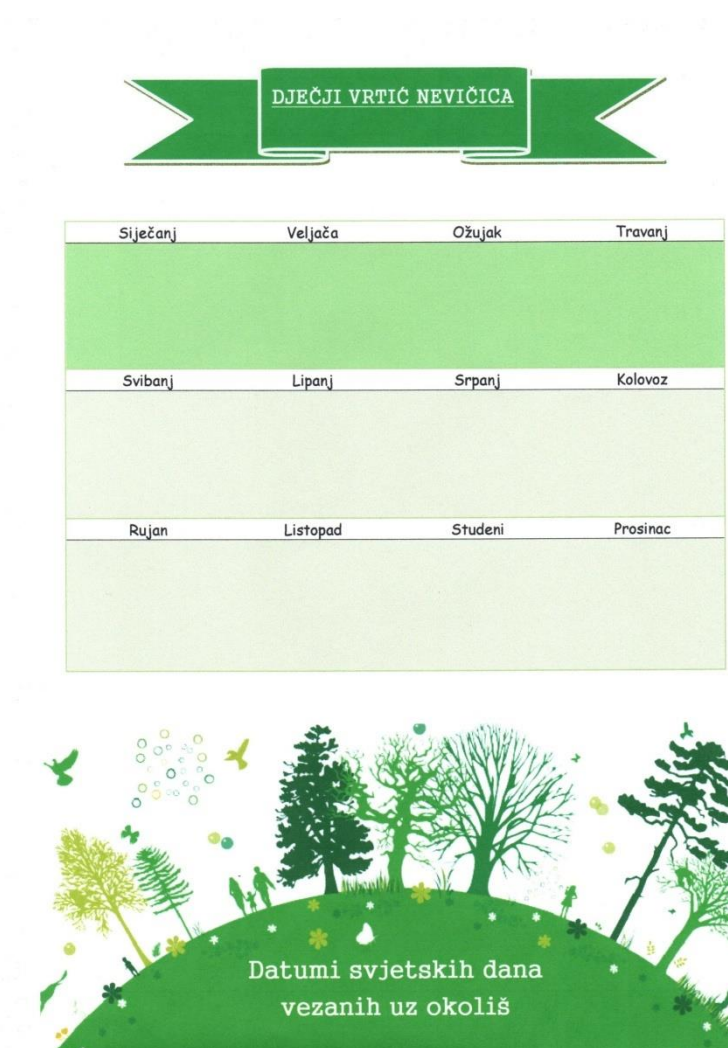 DJEČJI VRTIĆ NEVIČICA
Siječanj Veljača Ožujak Travanj
Svibanj Lipanj Srpanj Kolovoz
Rujan Listopad Studeni Prosinac
Datumi svjetskih dana
vezanih uz okoliš